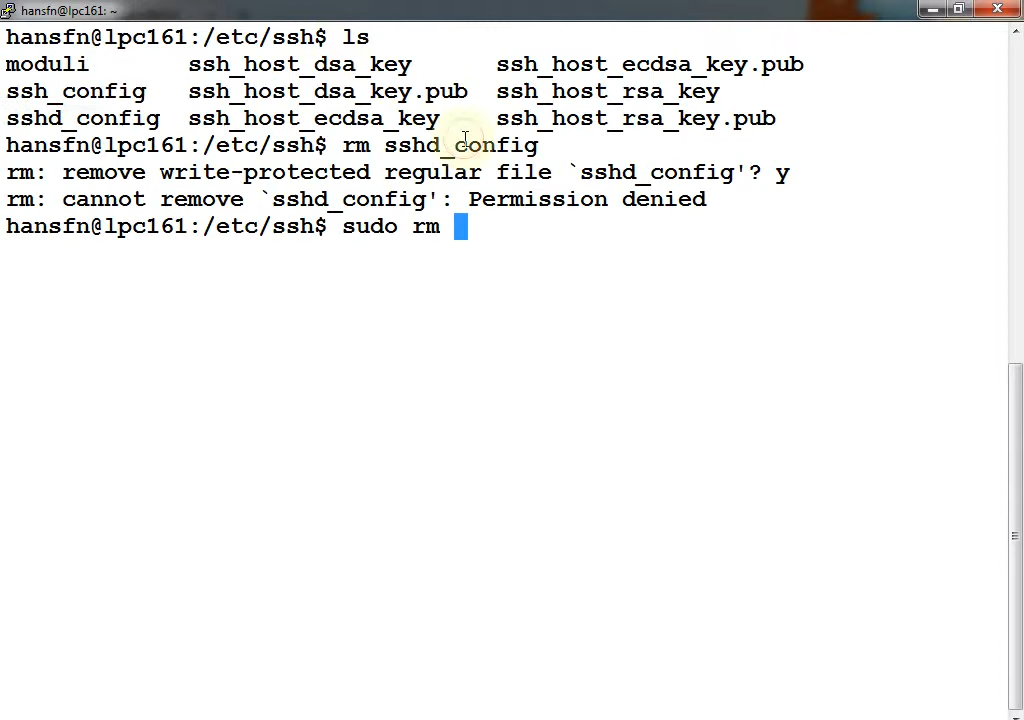 hansfn@lpc161: ~
hansfn@lpc161:/etc/ssh$ ls
moduli       ssh_host_dsa_key      ssh_host_ecdsa_key.pub
ssh_config   ssh_host_dsa_key.pub  ssh_host_rsa_key
sshd_config  ssh_host_ecdsa_key    ssh_host_rsa_key.pub
hansfn@lpc161:/etc/ssh$ rm sshd_config
rm: remove write-protected regular file `sshd_config'? y
rm: cannot remove `sshd_config': Permission denied
hansfn@lpc161:/etc/ssh$ sudo rm